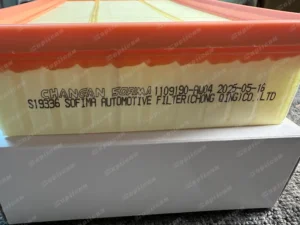 CHANGAN 1109190-AW04 2025-05-16
S19336 SOFIMA AUTOMOTIVE FILTER(CHONG QING)CO. LTD